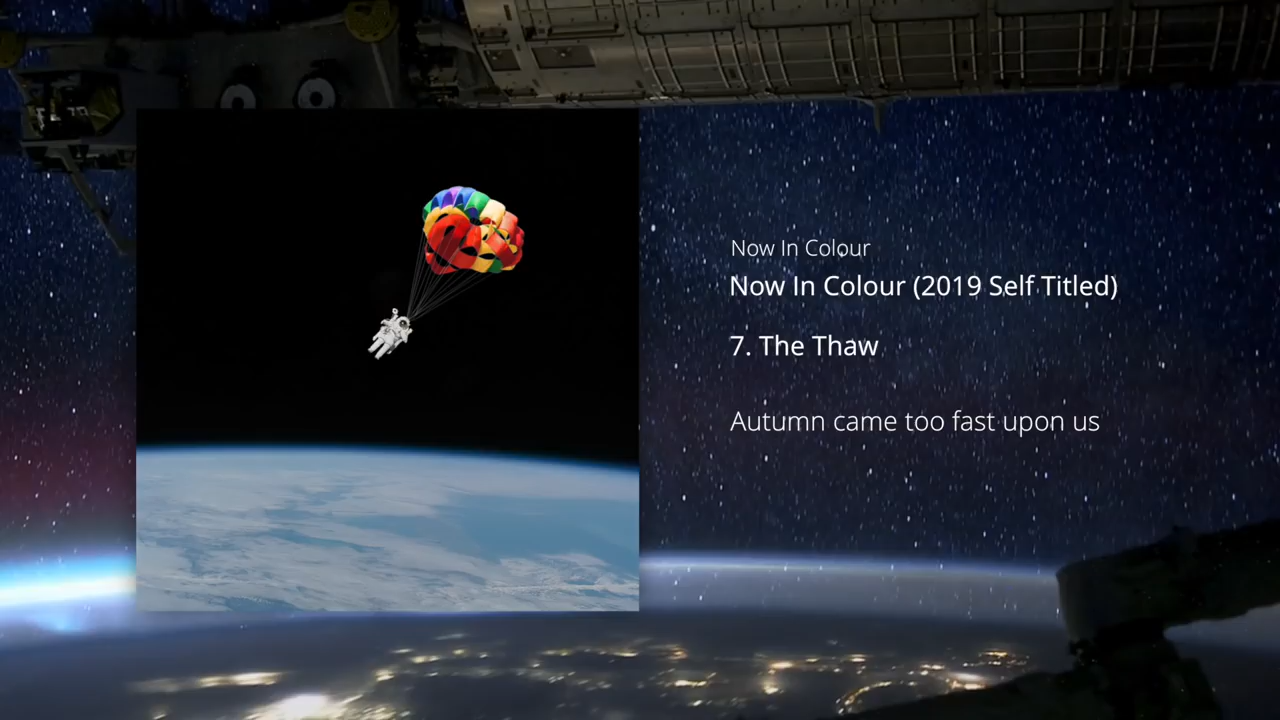 Now In Colour
Now In Colour (2019 Self Titled)
7. The Thaw
Autumn came too fast upon us